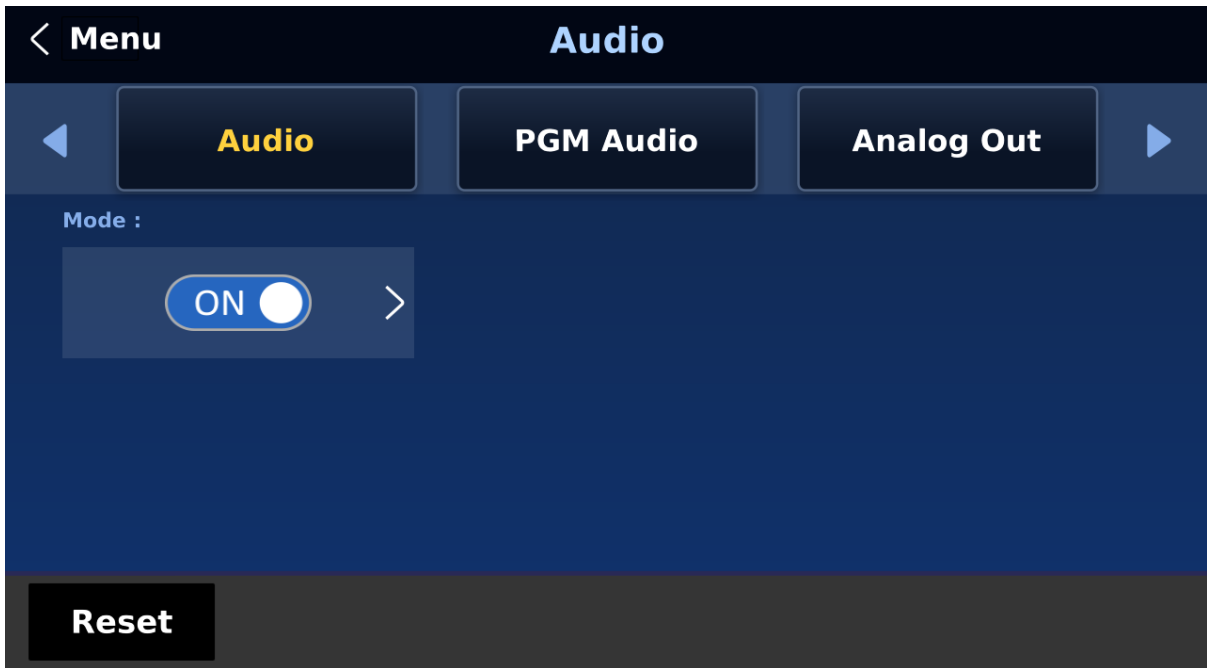 Menu
Audio
Audio
PGM Audio
Analog Out
Mode :
ON
Reset